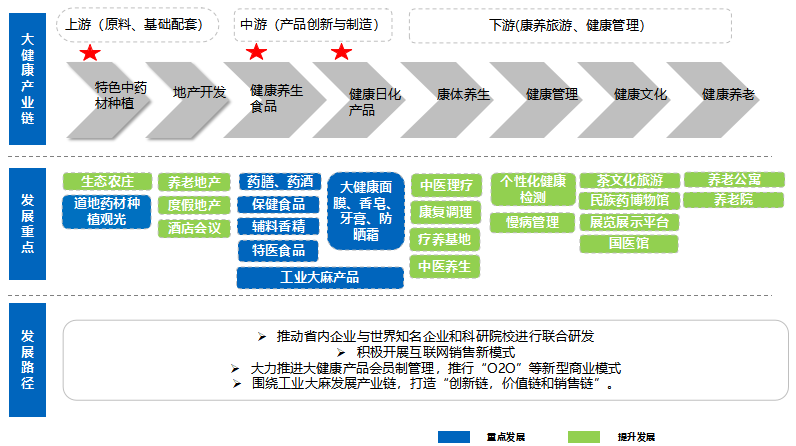 大健康产业链
上游（原料、基础配套）
中游（产品创新与制造）
下游(康养旅游、健康管理）
特色中药
材种植
地产开发
健康养生
食品
健康日化
产品
康体养生
健康管理
健康文化
健康养老
发展重点
生态农庄
道地药材种
植观光
养老地产
度假地产
酒店会议
药膳、药酒
保健食品
辅料香精
特医食品
大健康面
膜、香皂、
牙膏、防
晒霜
工业大麻产品
中医理疗
康复调理
疗养基地
中医养生
个性化健康
检测
慢病管理
茶文化旅游
民族药博物馆
展览展示平台
国医馆
养老公寓
养老院
发展路径
➢ 推动省内企业与世界知名企业和科研院校进行联合研发
➢ 积极开展互联网销售新模式
➢ 大力推进大健康产品会员制管理，推行“O2O”等新型商业模式
➢ 围绕工业大麻发展产业链，打造“创新链，价值链和销售链”。
重点发展
提升发展